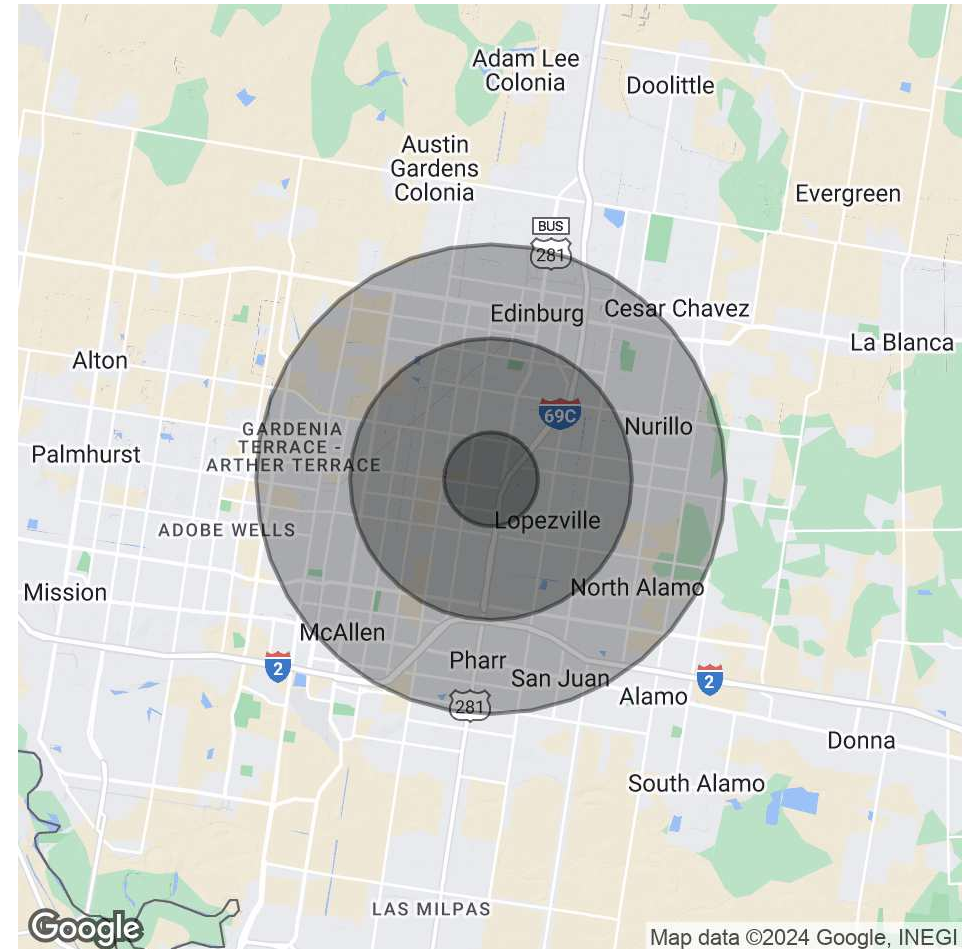 Adam Lee
Colonia
Doolittle
Austin
Gardens
Colonia
Evergreen
BUS
281
Edinburg
Cesar Chavez
La Blanca
Alton
69C
Nurillo
GARDENIA
TERRACE -
ARTHER TERRACE
Palmhurst
Lopezville
ADOBE WELLS
North Alamo
Mission
McAllen
2
Pharr
San Juan
2
Alamo
281
Donna
South Alamo
LAS MILPAS
Google
Map data ©2024 Google, INEGI